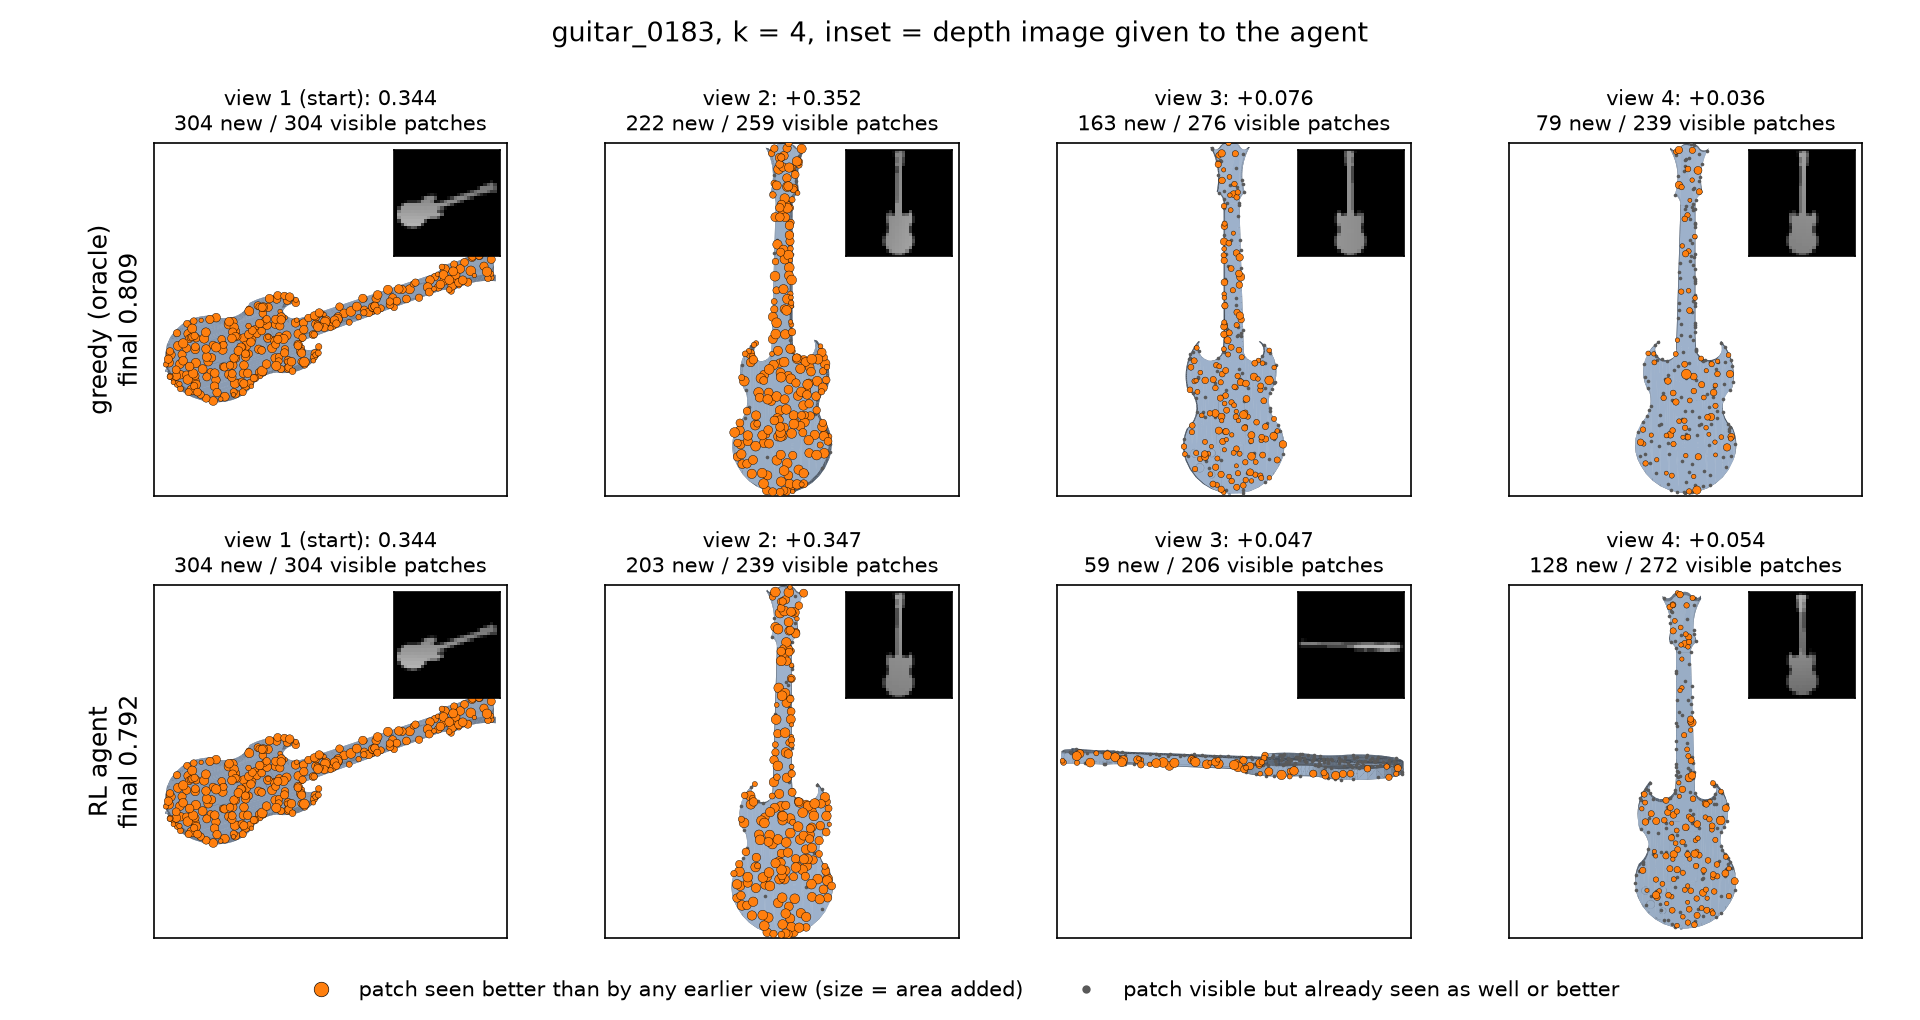 guitar_0183, k = 4, inset = depth image given to the agent
view 1 (start): 0.344
304 new / 304 visible patches
view 2: +0.352
222 new / 259 visible patches
view 3: +0.076
163 new / 276 visible patches
view 4: +0.036
79 new / 239 visible patches
greedy (oracle)
final 0.809
view 1 (start): 0.344
304 new / 304 visible patches
view 2: +0.347
203 new / 239 visible patches
view 3: +0.047
59 new / 206 visible patches
view 4: +0.054
128 new / 272 visible patches
RL agent
final 0.792
patch seen better than by any earlier view (size = area added)
patch visible but already seen as well or better